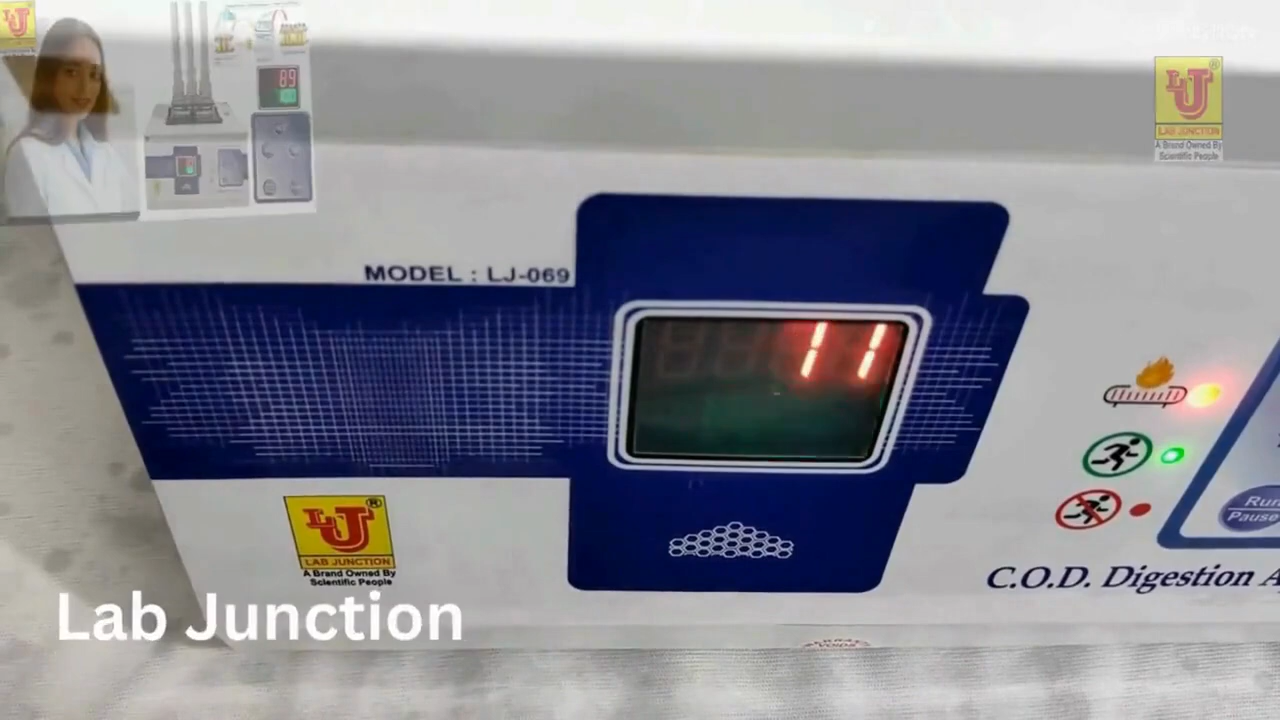 LJ
LAB JUNCTION
A Brand Owned By
Scientific People
89
MODEL : LJ-069
11
Run
Pause
LJ
LAB JUNCTION
A Brand Owned By
Scientific People
C.O.D. Digestion A
Lab Junction